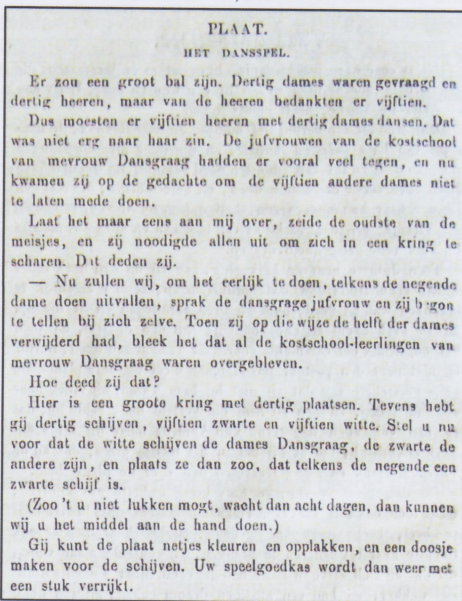 PLAAT.
HET DANSSPEL.
Er zou een groot bal zijn. Dertig dames waren gevraagd en
dertig heeren, maar van de heeren bedankten er vijftien.
Dus moesten er vijftien heeren met dertig dames dansen. Dat
was niet erg naar haar zin. De jufvrouwen van de kostschool
van mevrouw Dansgraag hadden er vooral veel tegen, en nu
kwamen zij op de gedachte om de vijftien andere dames niet
te laten mede doen.
Laat het maar eens aan mij over, zeide de oudste van de
meisjes, en zij noodigde allen uit om zich in een kring te
scharen. Dit deden zij.
— Nu zullen wij, om het eerlijk te doen, telkens de negende
dame doen uitvallen, sprak de dansgrage jufvrouw en zij begon
te tellen bij zich zelve. Toen zij op die wijze de helft der dames
verwijderd had, bleek het dat al de kostschool-leerlingen van
mevrouw Dansgraag waren overgebleven.
Hoe deed zij dat?
Hier is een groote kring met dertig plaatsen. Tevens hebt
gij dertig schijven, vijftien zwarte en vijftien witte. Stel u nu
voor dat de witte schijven de dames Dansgraag, de zwarte de
andere zijn, en plaats ze dan zoo, dat telkens de negende een
zwarte schijf is.
(Zoo 't u niet lukken mogt, wacht dan acht dagen, dan kunnen
wij u het middel aan de hand doen.)
Gij kunt de plaat netjes kleuren en opplakken, en een doosje
maken voor de schijven. Uw speelgoedkas wordt dan weer met
een stuk verrijkt.